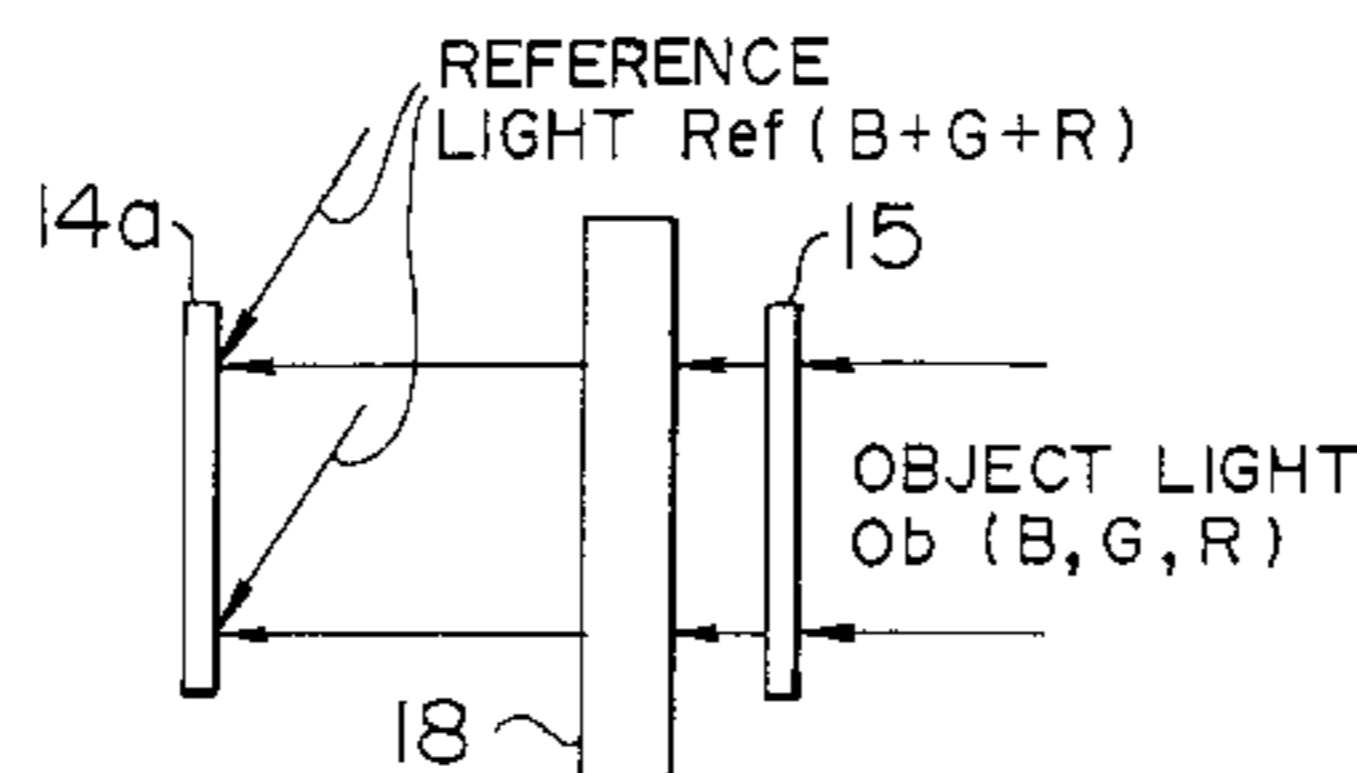 REFERENCE
LIGHT Ref (B+G+R)
14a
15
OBJECT LIGHT
Ob (B,G,R)
18